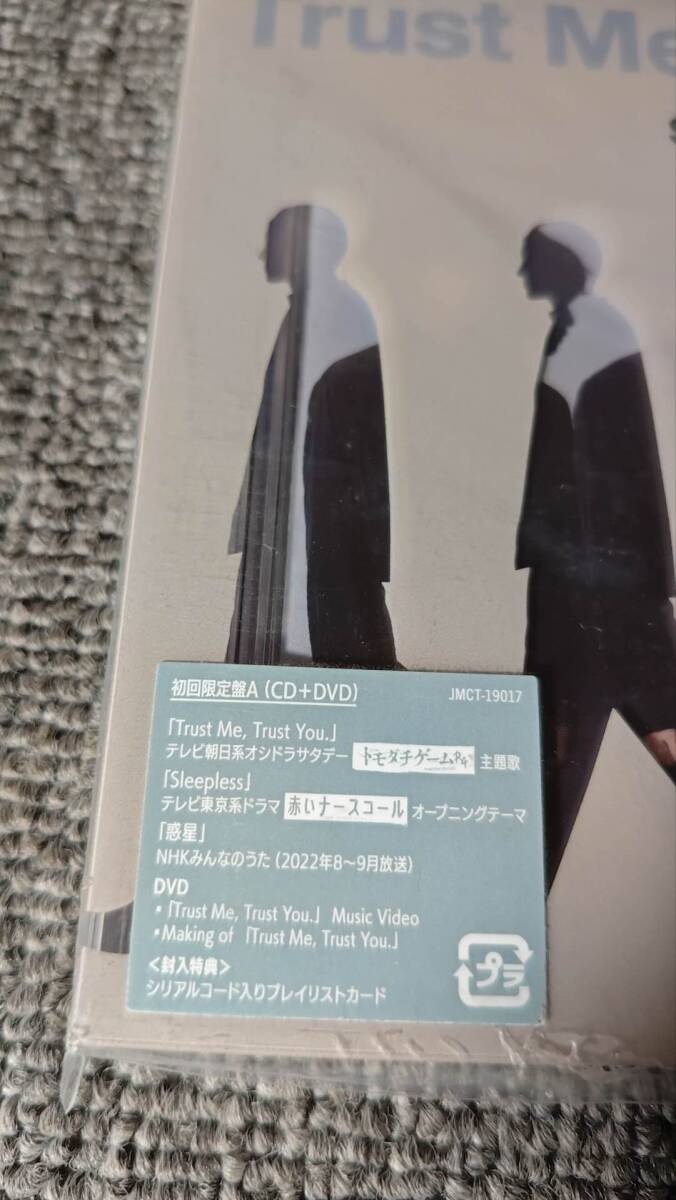 Trust Me
初回限定盤A (CD+DVD) JMCT-19017
「Trust Me, Trust You.」
テレビ朝日系オシドラサタデー トモダチゲームR4 主題歌
「Sleepless」
テレビ東京系ドラマ 赤いナースコール オープニングテーマ
「惑星」
NHKみんなのうた (2022年8～9月放送)
DVD
•「Trust Me, Trust You.」 Music Video
•Making of 「Trust Me, Trust You.」
<封入特典>
シリアルコード入りプレイリストカード
プラ